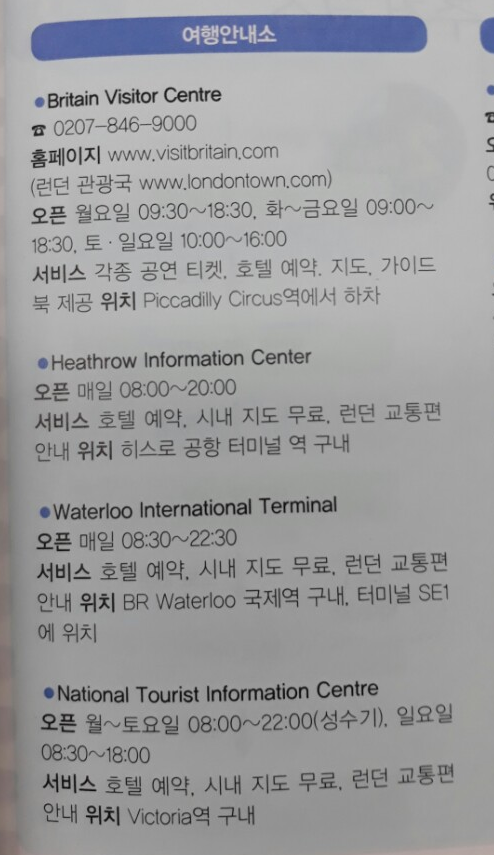 여행안내소
●Britain Visitor Centre
☎ 0207-846-9000
홈페이지 www.visitbritain.com
(런던 관광국 www.londontown.com)
오픈 월요일 09:30~18:30, 화~금요일 09:00~
18:30, 토·일요일 10:00~16:00
서비스 각종 공연 티켓, 호텔 예약. 지도, 가이드
북 제공 위치 Piccadilly Circus역에서 하차
●Heathrow Information Center
오픈 매일 08:00~20:00
서비스 호텔 예약, 시내 지도 무료, 런던 교통편
안내 위치 히스로 공항 터미널 역 구내
●Waterloo International Terminal
오픈 매일 08:30~22:30
서비스 호텔 예약, 시내 지도 무료, 런던 교통편
안내 위치 BR Waterloo 국제역 구내, 터미널 SE1
에 위치
●National Tourist Information Centre
오픈 월~토요일 08:00~22:00(성수기), 일요일
08:30~18:00
서비스 호텔 예약, 시내 지도 무료, 런던 교통편
안내 위치 Victoria역 구내